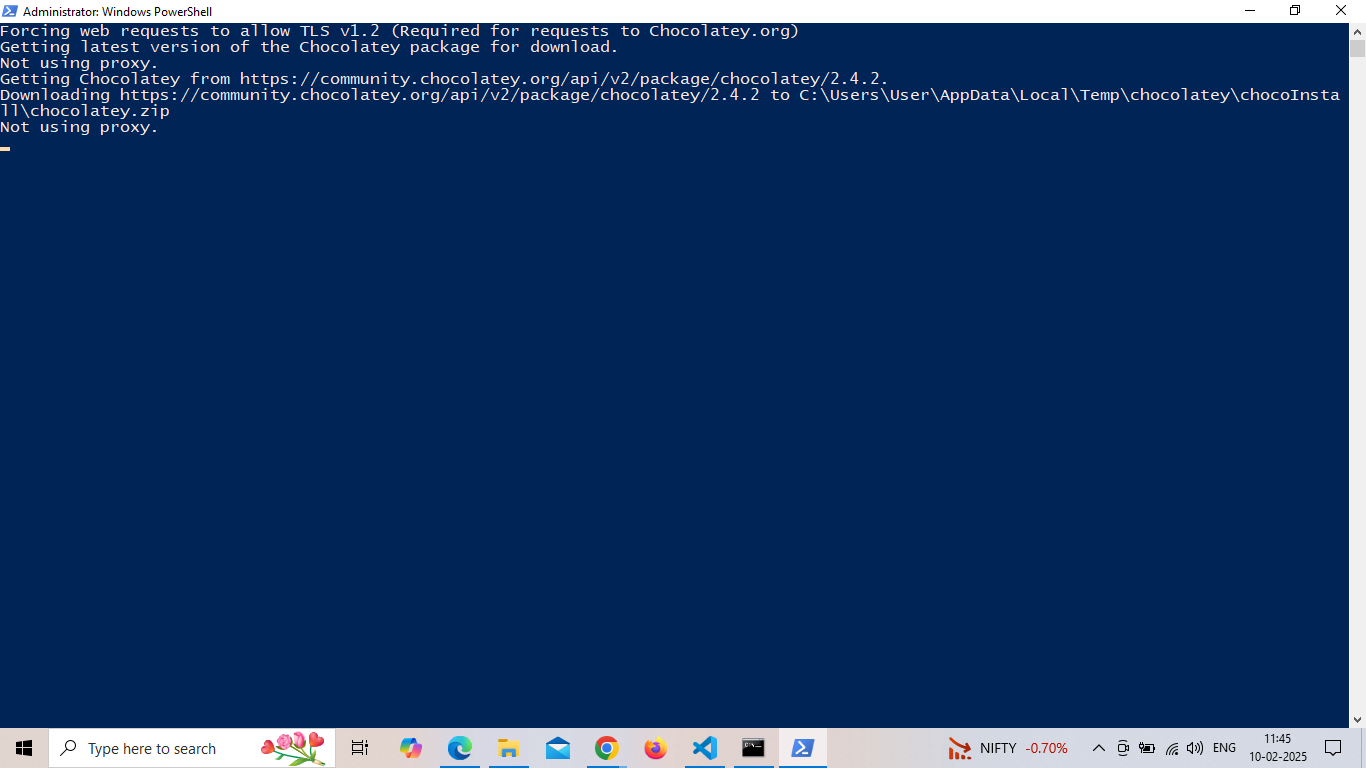 Administrator: Windows PowerShell
Forcing web requests to allow TLS v1.2 (Required for requests to Chocolatey.org)
Getting latest version of the Chocolatey package for download.
Not using proxy.
Getting Chocolatey from https://community.chocolatey.org/api/v2/package/chocolatey/2.4.2.
Downloading https://community.chocolatey.org/api/v2/package/chocolatey/2.4.2 to C:\Users\User\AppData\Local\Temp\chocolatey\chocoInsta
ll\chocolatey.zip
Not using proxy.
Type here to search
NIFTY -0.70%
ENG
11:45
10-02-2025